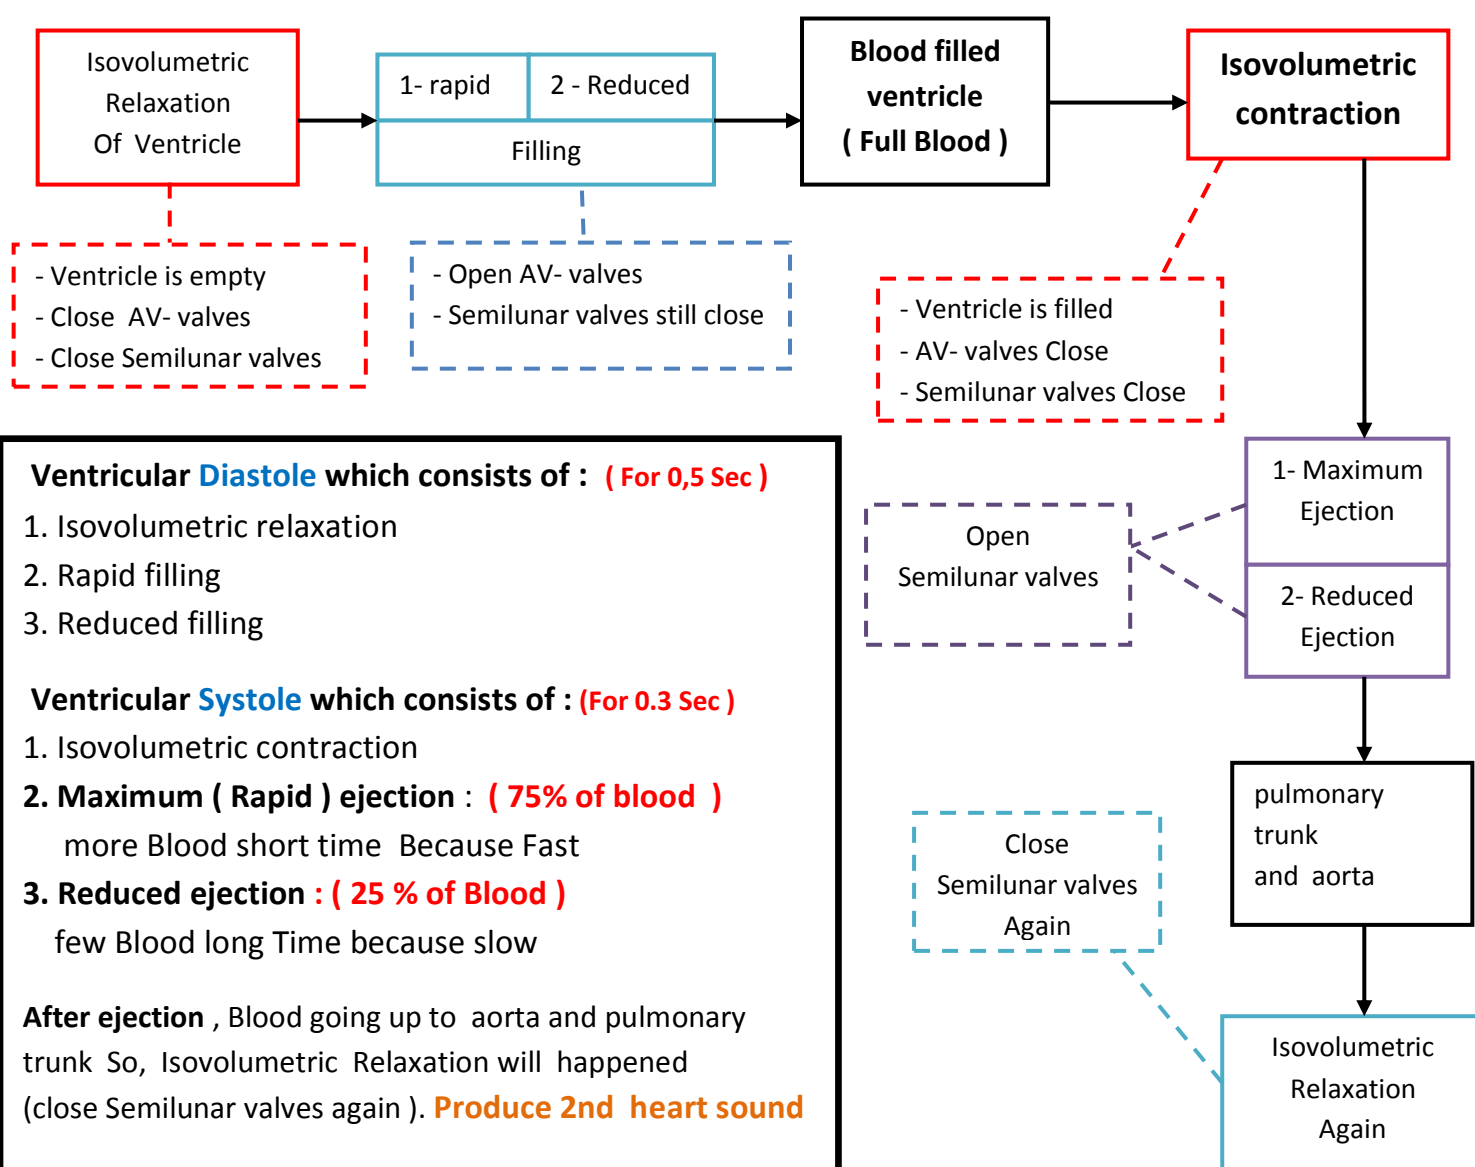 Isovolumetric
Relaxation
Of Ventricle
1- rapid
2 - Reduced
Filling
Blood filled
ventricle
( Full Blood )
Isovolumetric
contraction
- Ventricle is empty
- Close AV- valves
- Close Semilunar valves
- Open AV- valves
- Semilunar valves still close
- Ventricle is filled
- AV- valves Close
- Semilunar valves Close
Ventricular Diastole which consists of : ( For 0,5 Sec )
1. Isovolumetric relaxation
2. Rapid filling
3. Reduced filling
Ventricular Systole which consists of : (For 0.3 Sec )
1. Isovolumetric contraction
2. Maximum ( Rapid ) ejection : ( 75% of blood )
more Blood short time Because Fast
3. Reduced ejection : ( 25 % of Blood )
few Blood long Time because slow
After ejection , Blood going up to aorta and pulmonary
trunk So, Isovolumetric Relaxation will happened
(close Semilunar valves again ). Produce 2nd heart sound
Open
Semilunar valves
1- Maximum
Ejection
2- Reduced
Ejection
pulmonary
trunk
and aorta
Close
Semilunar valves
Again
Isovolumetric
Relaxation
Again